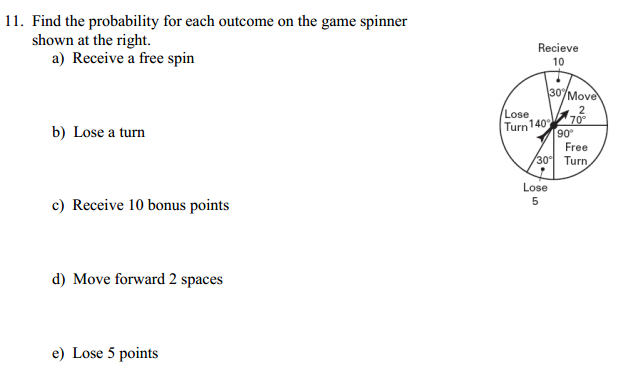 11. Find the probability for each outcome on the game spinner
shown at the right.
a) Receive a free spin
b) Lose a turn
c) Receive 10 bonus points
d) Move forward 2 spaces
e) Lose 5 points
Recieve
10
30°
Move
2
70°
Lose
Turn
140°
90°
Free
Turn
30°
Lose
5